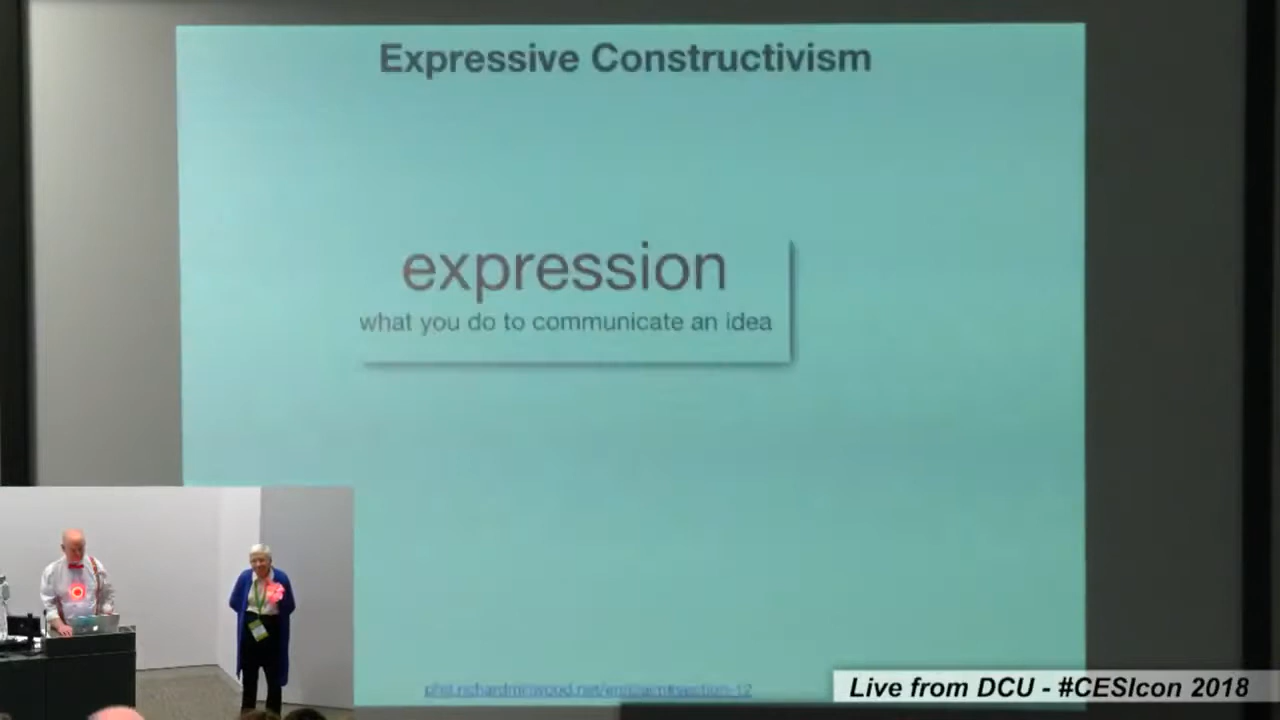 Expressive Constructivism
expression
what you do to communicate an idea
Live from DCU - #CESIcon 2018